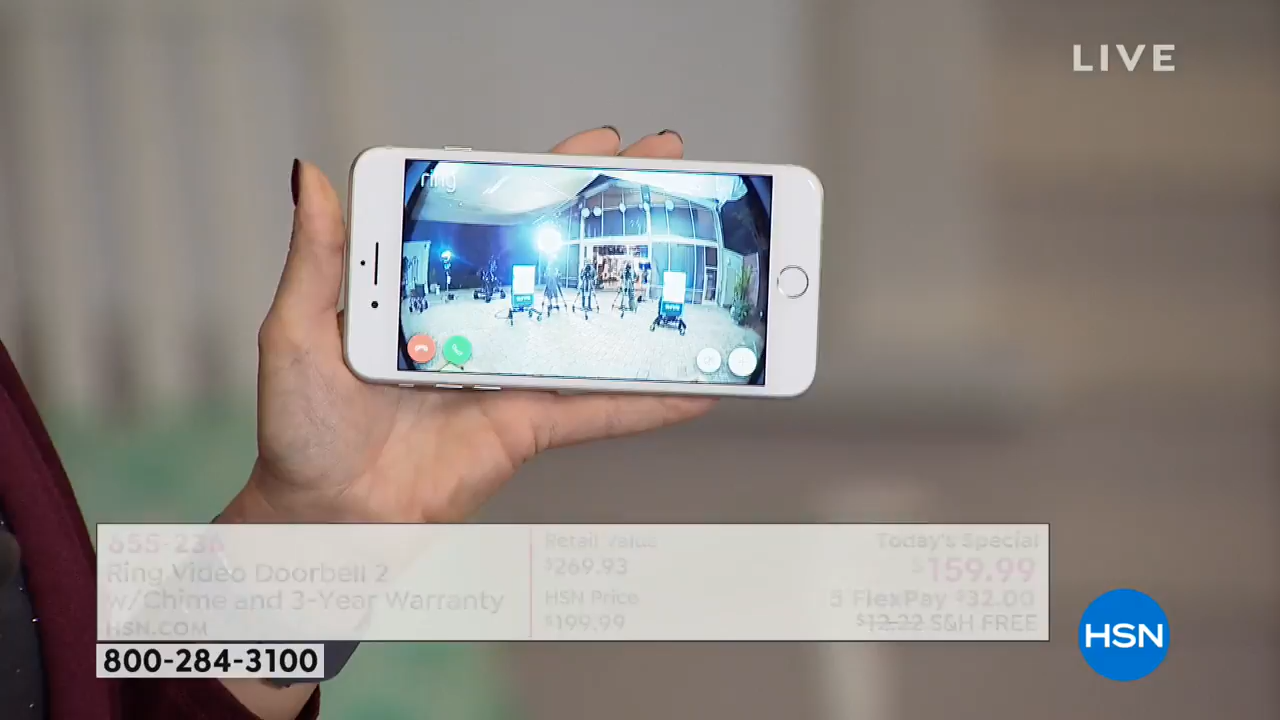 LIVE
ring
655-236
Ring Video Doorbell 2
w/Chime and 3-Year Warranty
HSN.COM
Retail Value
$269.93
HSN Price
$199.99
Today's Special
$159.99
5 FlexPay $32.00
$12.22 S&H FREE
800-284-3100
HSN